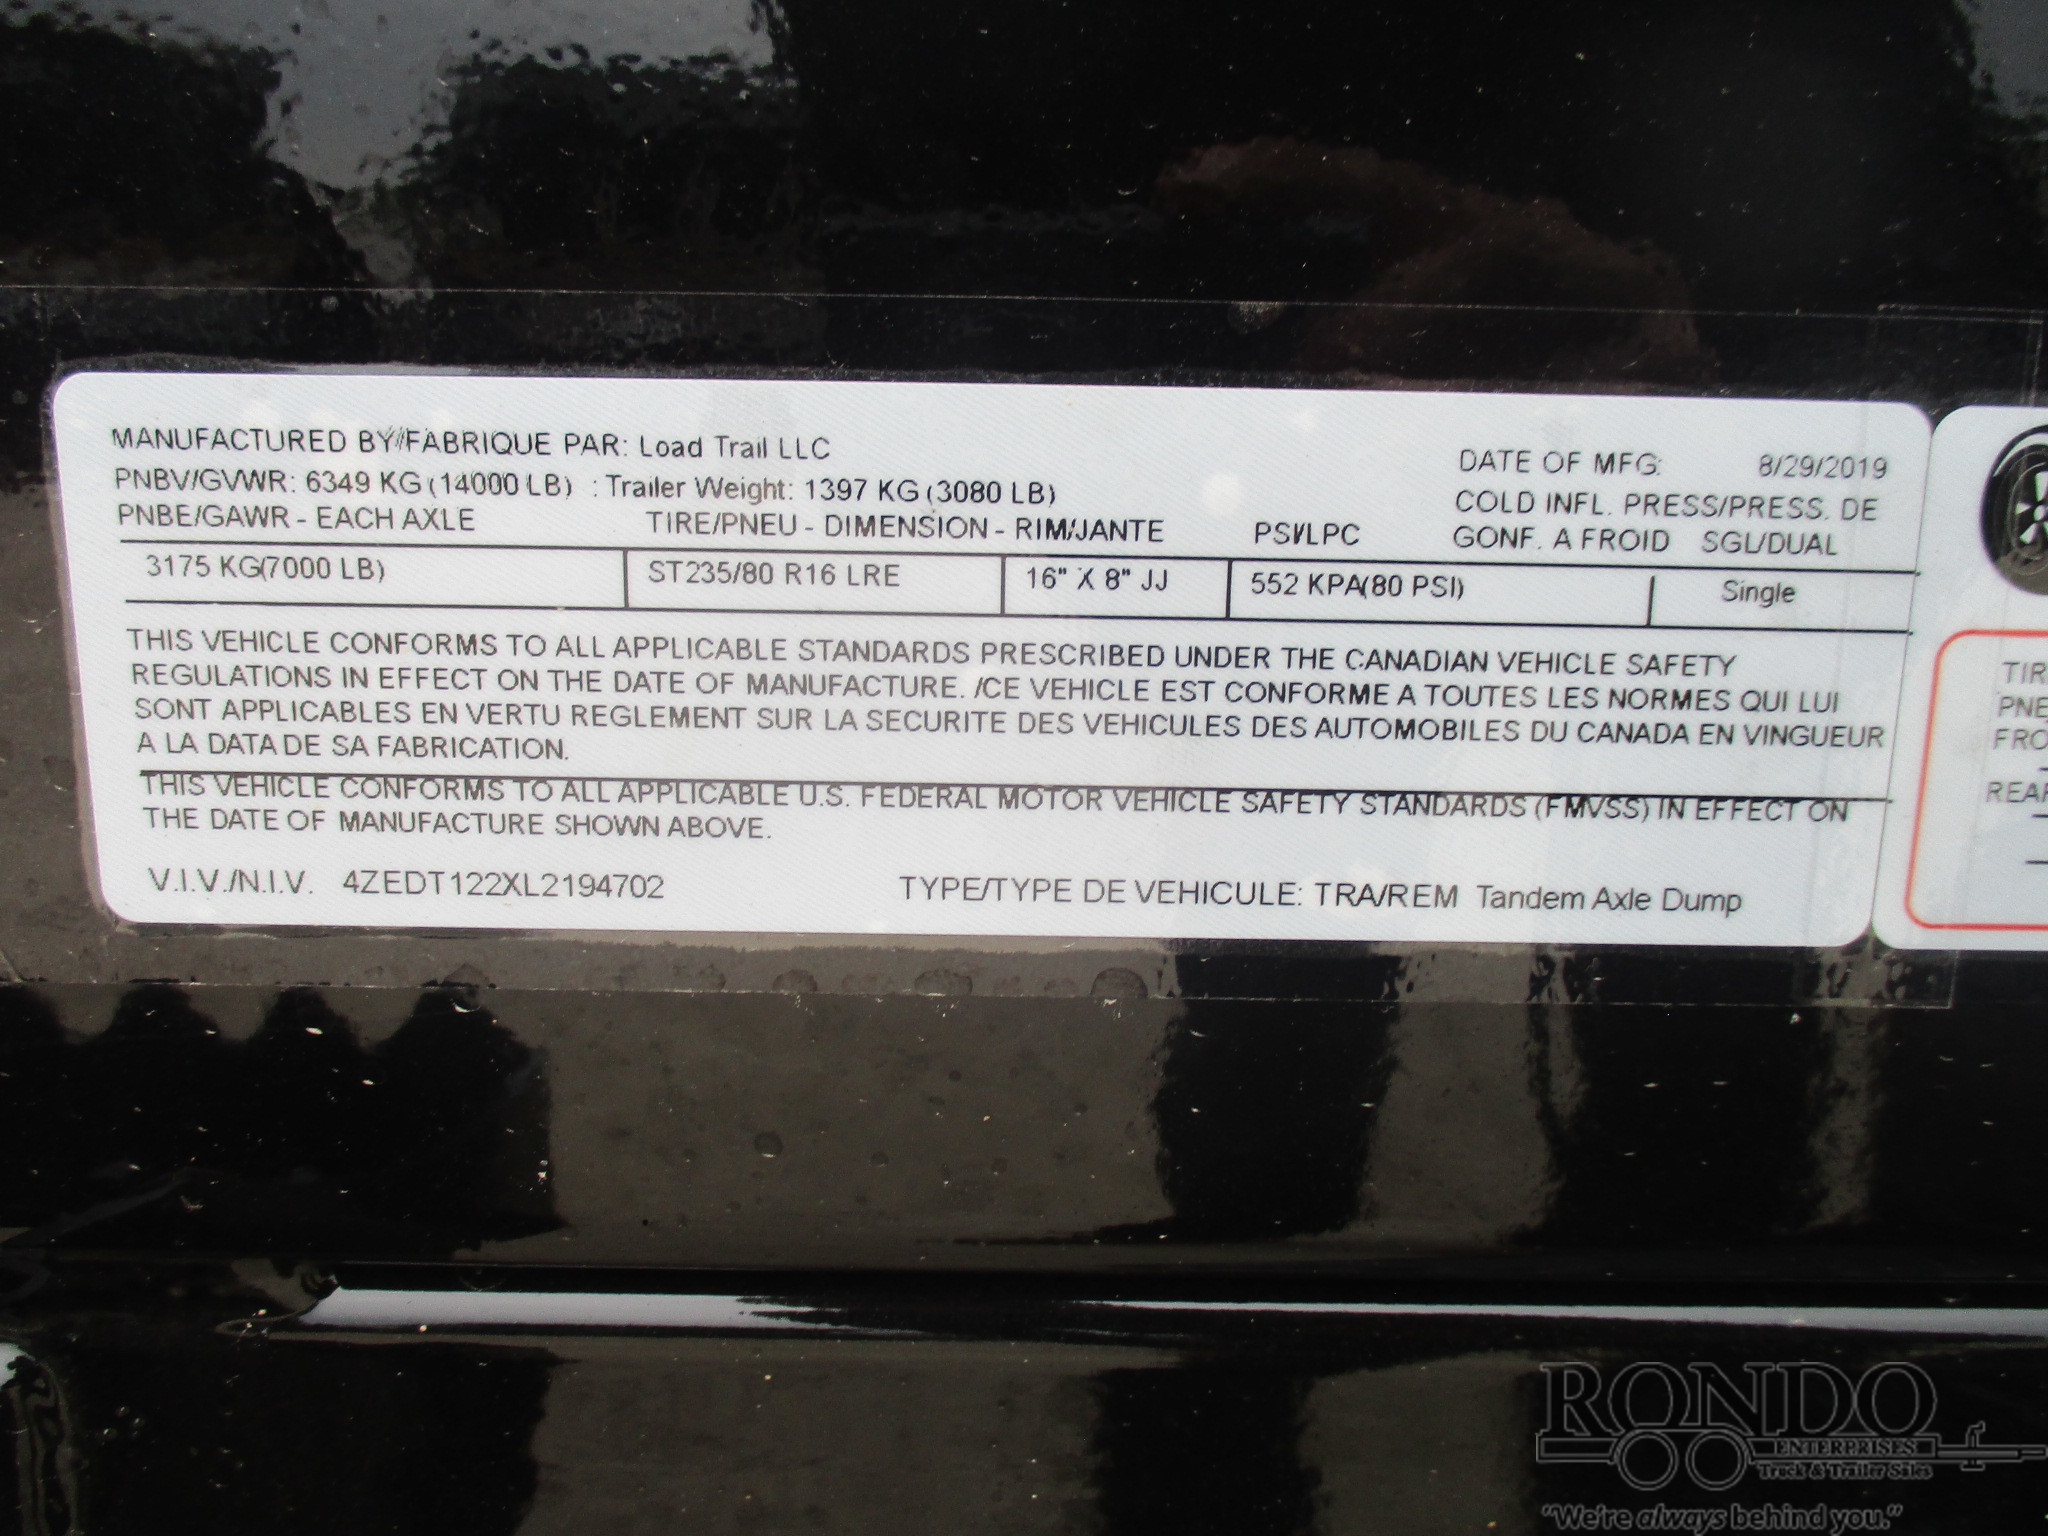 MANUFACTURED BY/FABRIQUE PAR: Load Trail LLC
DATE OF MFG: 8/29/2019
PNBV/GVWR: 6349 KG (14000 LB) : Trailer Weight: 1397 KG (3080 LB)
COLD INFL. PRESS/PRESS. DE
PNBE/GAWR - EACH AXLE TIRE/PNEU - DIMENSION - RIM/JANTE PSI/LPC GONF. A FROID SGL/DUAL
3175 KG(7000 LB) ST235/80 R16 LRE 16" X 8" JJ 552 KPA(80 PSI) Single
THIS VEHICLE CONFORMS TO ALL APPLICABLE STANDARDS PRESCRIBED UNDER THE CANADIAN VEHICLE SAFETY
REGULATIONS IN EFFECT ON THE DATE OF MANUFACTURE. /CE VEHICLE EST CONFORME A TOUTES LES NORMES QUI LUI
SONT APPLICABLES EN VERTU REGLEMENT SUR LA SECURITE DES VEHICULES DES AUTOMOBILES DU CANADA EN VINGUEUR
A LA DATA DE SA FABRICATION.
THIS VEHICLE CONFORMS TO ALL APPLICABLE U.S. FEDERAL MOTOR VEHICLE SAFETY STANDARDS (FMVSS) IN EFFECT ON
THE DATE OF MANUFACTURE SHOWN ABOVE.
V.I.V./N.I.V. 4ZEDT122XL2194702 TYPE/TYPE DE VEHICULE: TRA/REM Tandem Axle Dump
TIR
PNE
FRO
REAR
RONDO
ENTERPRISES
Truck & Trailer Sales
"We're always behind you."